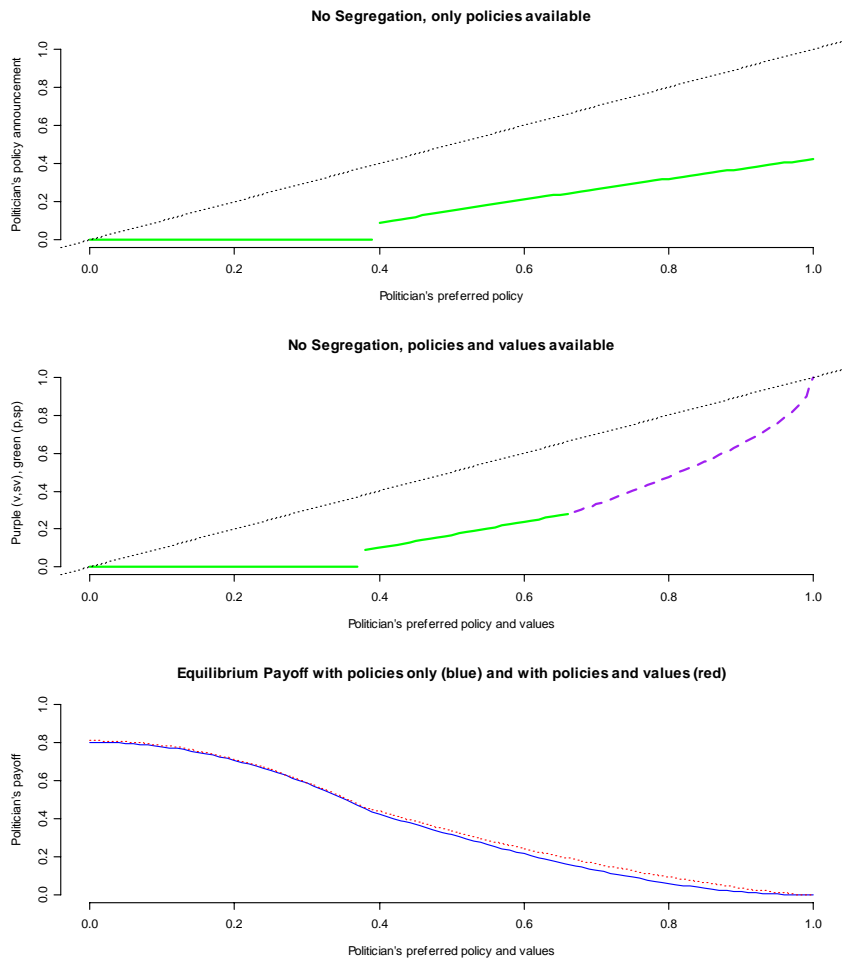 No Segregation, only policies available
Politician's policy announcement
1.0
0.8
0.6
0.4
0.2
0.0
0.0 0.2 0.4 0.6 0.8 1.0
Politician's preferred policy
No Segregation, policies and values available
Purple (v,sv), green (p,sp)
1.0
0.8
0.6
0.4
0.2
0.0
0.0 0.2 0.4 0.6 0.8 1.0
Politician's preferred policy and values
Equilibrium Payoff with policies only (blue) and with policies and values (red)
Politician's payoff
1.0
0.8
0.6
0.4
0.2
0.0
0.0 0.2 0.4 0.6 0.8 1.0
Politician's preferred policy and values